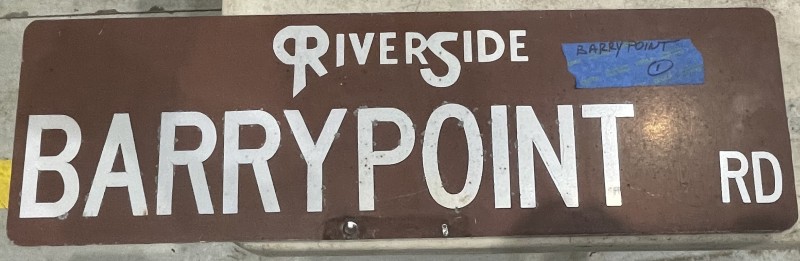 RIVERSIDE
BARRY POINT
1
BARRYPOINT RD